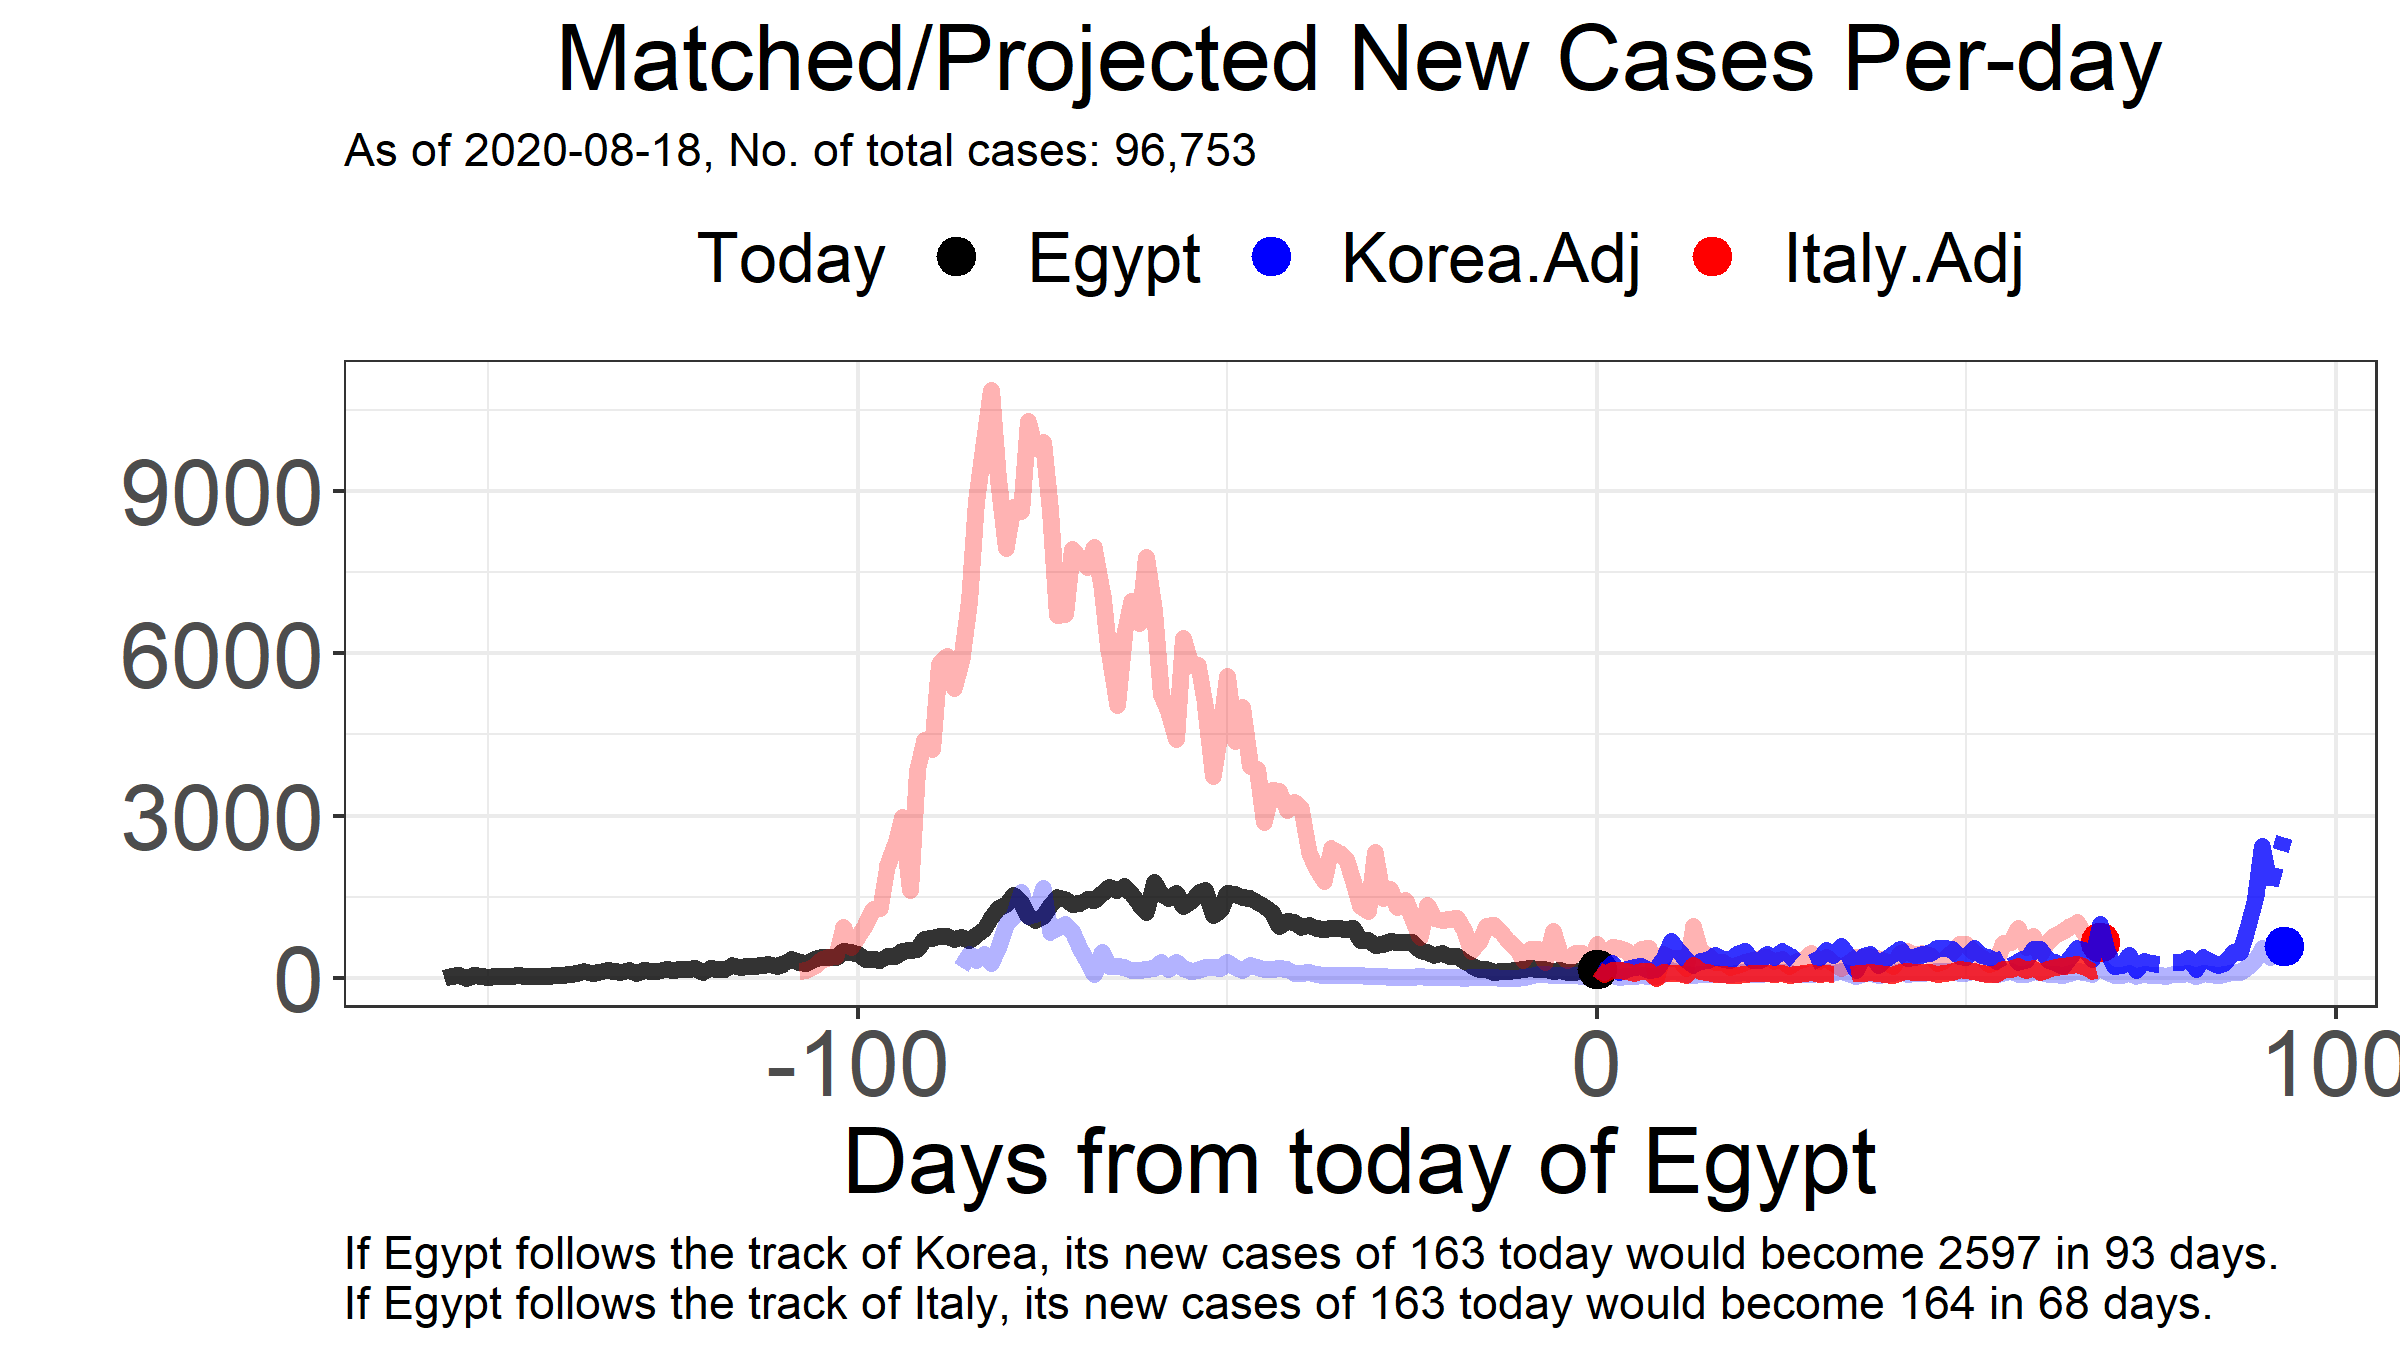 Matched/Projected New Cases Per-day
As of 2020-08-18, No. of total cases: 96,753
Today Egypt Korea.Adj Italy.Adj
9000
6000
3000
0
-100 0 100
Days from today of Egypt
If Egypt follows the track of Korea, its new cases of 163 today would become 2597 in 93 days.
If Egypt follows the track of Italy, its new cases of 163 today would become 164 in 68 days.